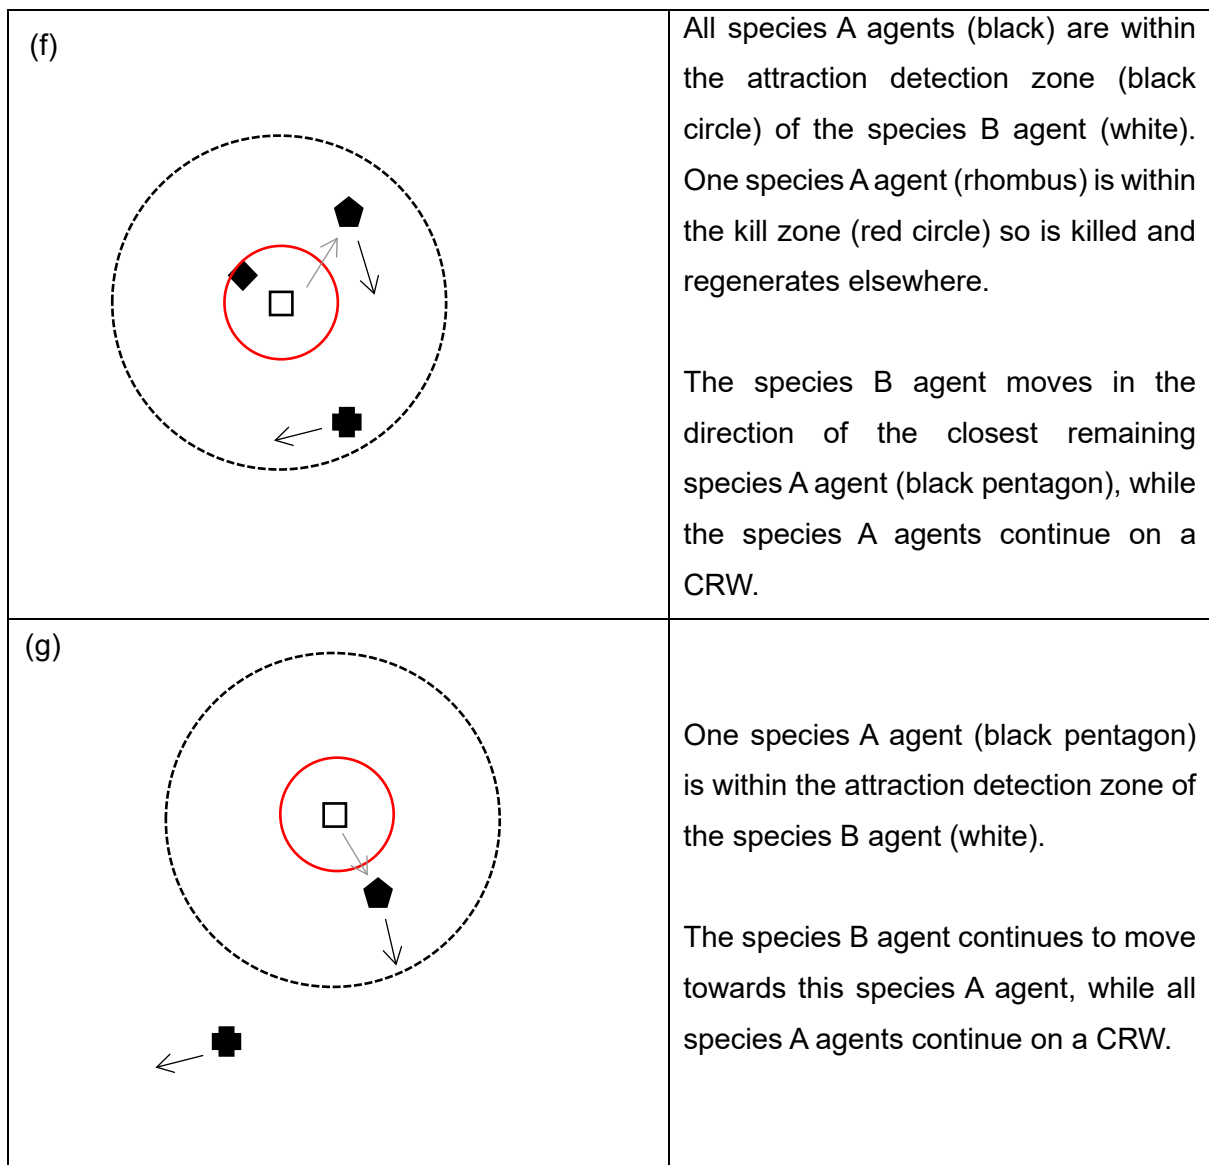 (f)
All species A agents (black) are within
the attraction detection zone (black
circle) of the species B agent (white).
One species A agent (rhombus) is within
the kill zone (red circle) so is killed and
regenerates elsewhere.
The species B agent moves in the
direction of the closest remaining
species A agent (black pentagon), while
the species A agents continue on a
CRW.
(g)
One species A agent (black pentagon)
is within the attraction detection zone of
the species B agent (white).
The species B agent continues to move
towards this species A agent, while all
species A agents continue on a CRW.